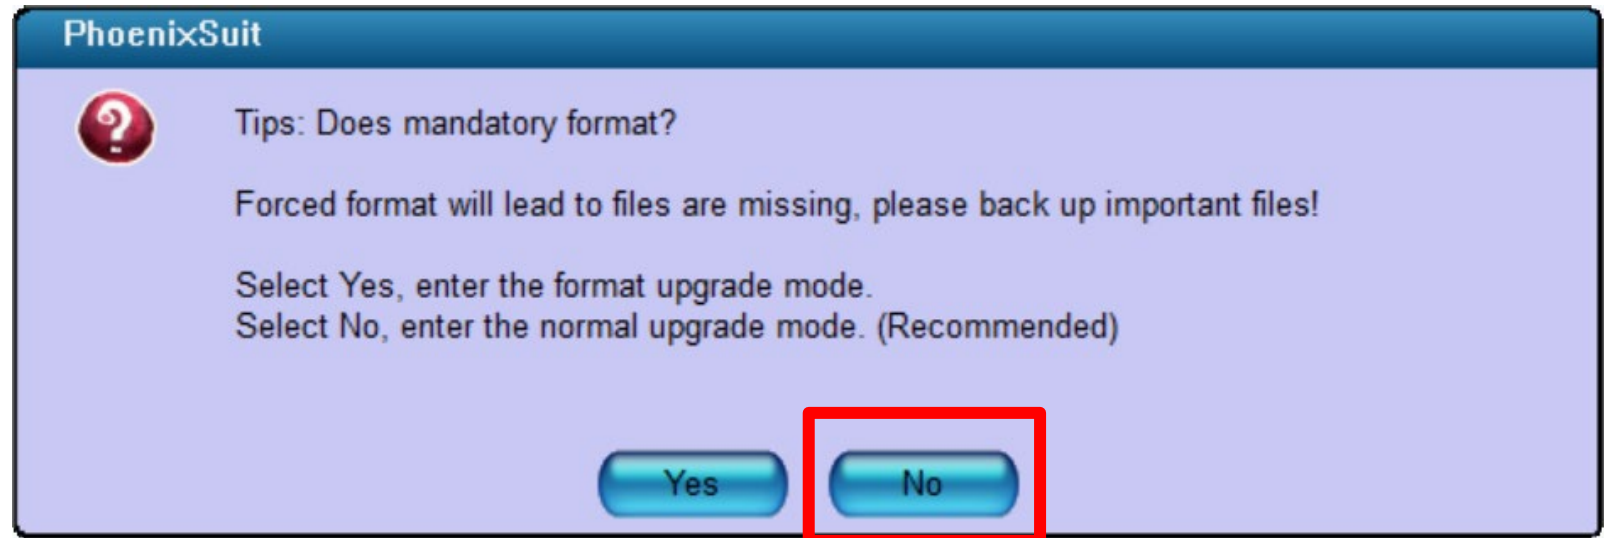 PhoenixSuit
Tips: Does mandatory format?
Forced format will lead to files are missing, please back up important files!
Select Yes, enter the format upgrade mode.
Select No, enter the normal upgrade mode. (Recommended)
Yes No